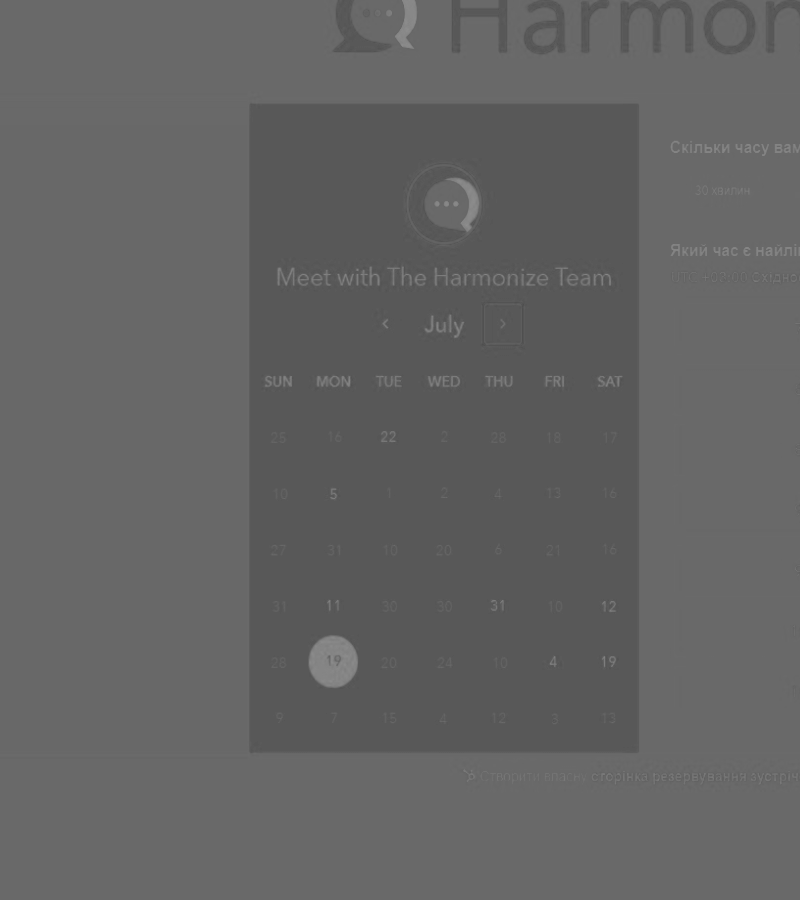 Harmon
Скільки часу вам
30 хвилин
Який час є найлі
Meet with The Harmonize Team
July
SUN MON TUE WED THU FRI SAT
25 16 22 2 28 18 17
10 5 1 2 4 13 16
27 31 10 20 6 21 16
31 11 30 30 31 10 12
28 19 20 24 10 4 19
9 7 15 4 12 3 13
Створити власну сторінка резервування зустріч